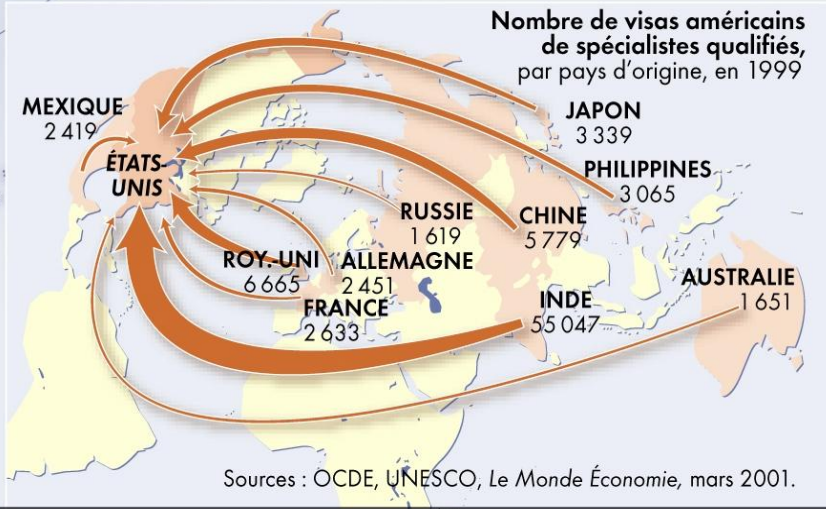 Nombre de visas américains
de spécialistes qualifiés,
par pays d'origine, en 1999
MEXIQUE
2 419
ÉTATS-
UNIS
JAPON
3 339
PHILIPPINES
3 065
RUSSIE
1 619
CHINE
5 779
ROY.-UNI
6 665
ALLEMAGNE
2 451
FRANCE
2 633
INDE
55 047
AUSTRALIE
1 651
Sources : OCDE, UNESCO, Le Monde Économie, mars 2001.